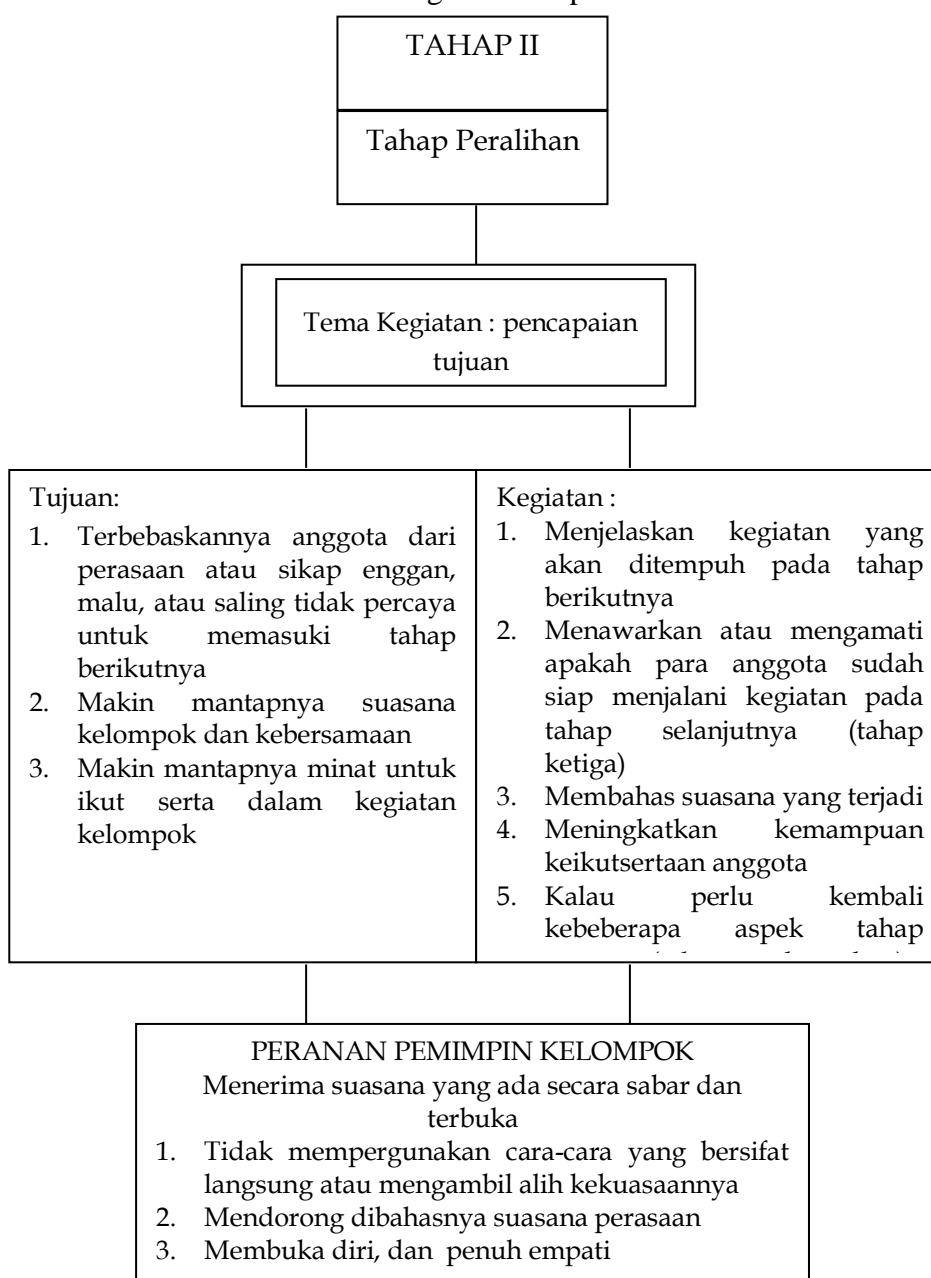 TAHAP II
Tahap Peralihan
Tema Kegiatan : pencapaian
tujuan
Tujuan:
1. Terbebaskannya anggota dari
perasaan atau sikap enggan,
malu, atau saling tidak percaya
untuk memasuki tahap
berikutnya
2. Makin mantapnya suasana
kelompok dan kebersamaan
3. Makin mantapnya minat untuk
ikut serta dalam kegiatan
kelompok
Kegiatan :
1. Menjelaskan kegiatan yang
akan ditempuh pada tahap
berikutnya
2. Menawarkan atau mengamati
apakah para anggota sudah
siap menjalani kegiatan pada
tahap selanjutnya (tahap
ketiga)
3. Membahas suasana yang terjadi
4. Meningkatkan kemampuan
keikutsertaan anggota
5. Kalau perlu kembali
kebeberapa aspek tahap
PERANAN PEMIMPIN KELOMPOK
Menerima suasana yang ada secara sabar dan
terbuka
1. Tidak mempergunakan cara-cara yang bersifat
langsung atau mengambil alih kekuasaannya
2. Mendorong dibahasnya suasana perasaan
3. Membuka diri, dan penuh empati